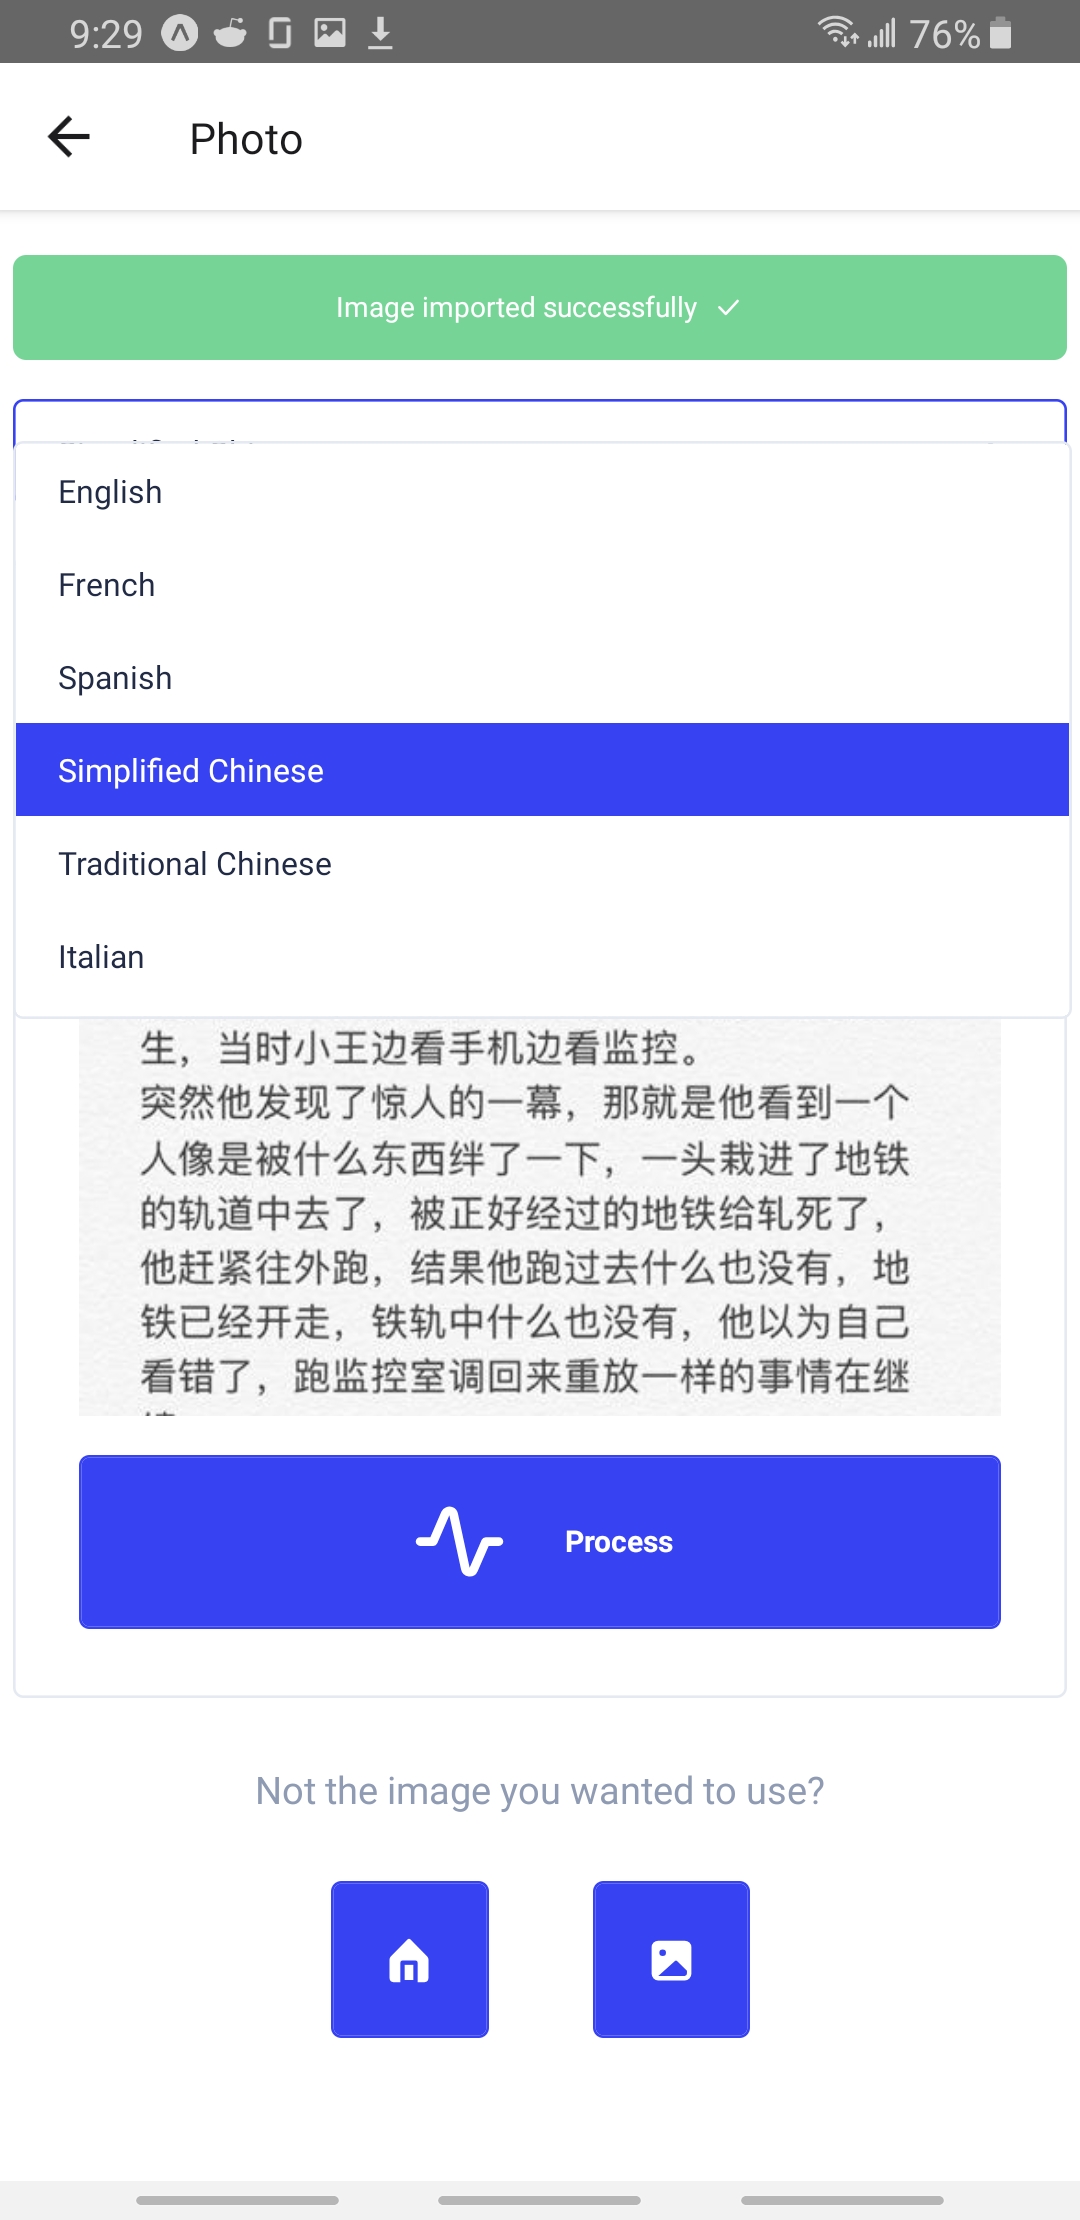 9:29
76%
Photo
Image imported successfully
English
French
Spanish
Simplified Chinese
Traditional Chinese
Italian
生，当时小王边看手机边看监控。
突然他发现了惊人的一幕，那就是他看到一个
人像是被什么东西绊了一下，一头栽进了地铁
的轨道中去了，被正好经过的地铁给轧死了，
他赶紧往外跑，结果他跑过去什么也没有，地
铁已经开走，铁轨中什么也没有，他以为自己
看错了，跑监控室调回来重放一样的事情在继
Process
Not the image you wanted to use?